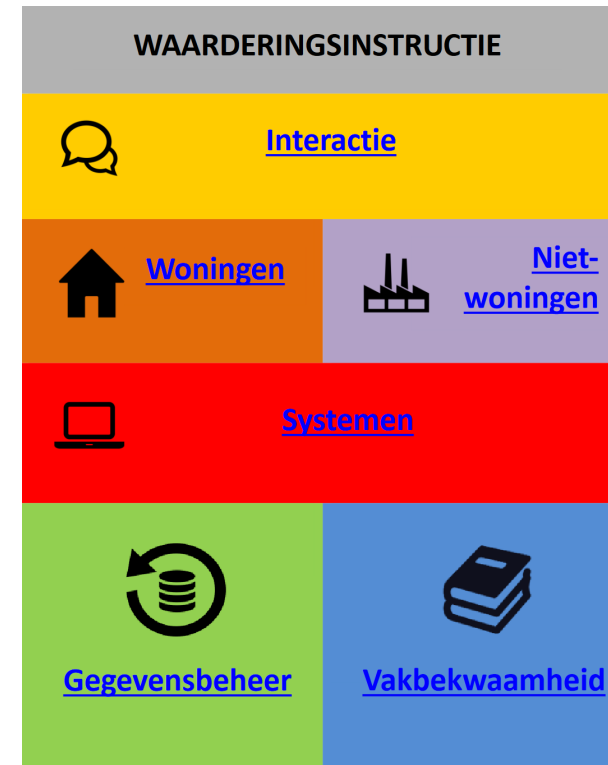 WAARDERINGSINSTRUCTIE
Interactie
Woningen
Niet-
woningen
Systemen
Gegevensbeheer
Vakbekwaamheid